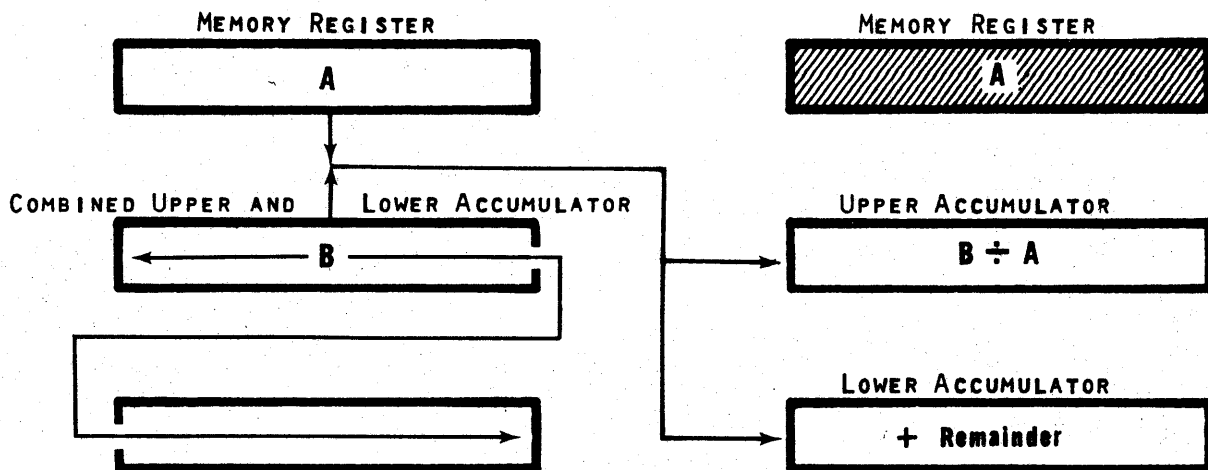 MEMORY REGISTER
A
COMBINED UPPER AND LOWER ACCUMULATOR
B
MEMORY REGISTER
A
UPPER ACCUMULATOR
B ÷ A
LOWER ACCUMULATOR
+ Remainder